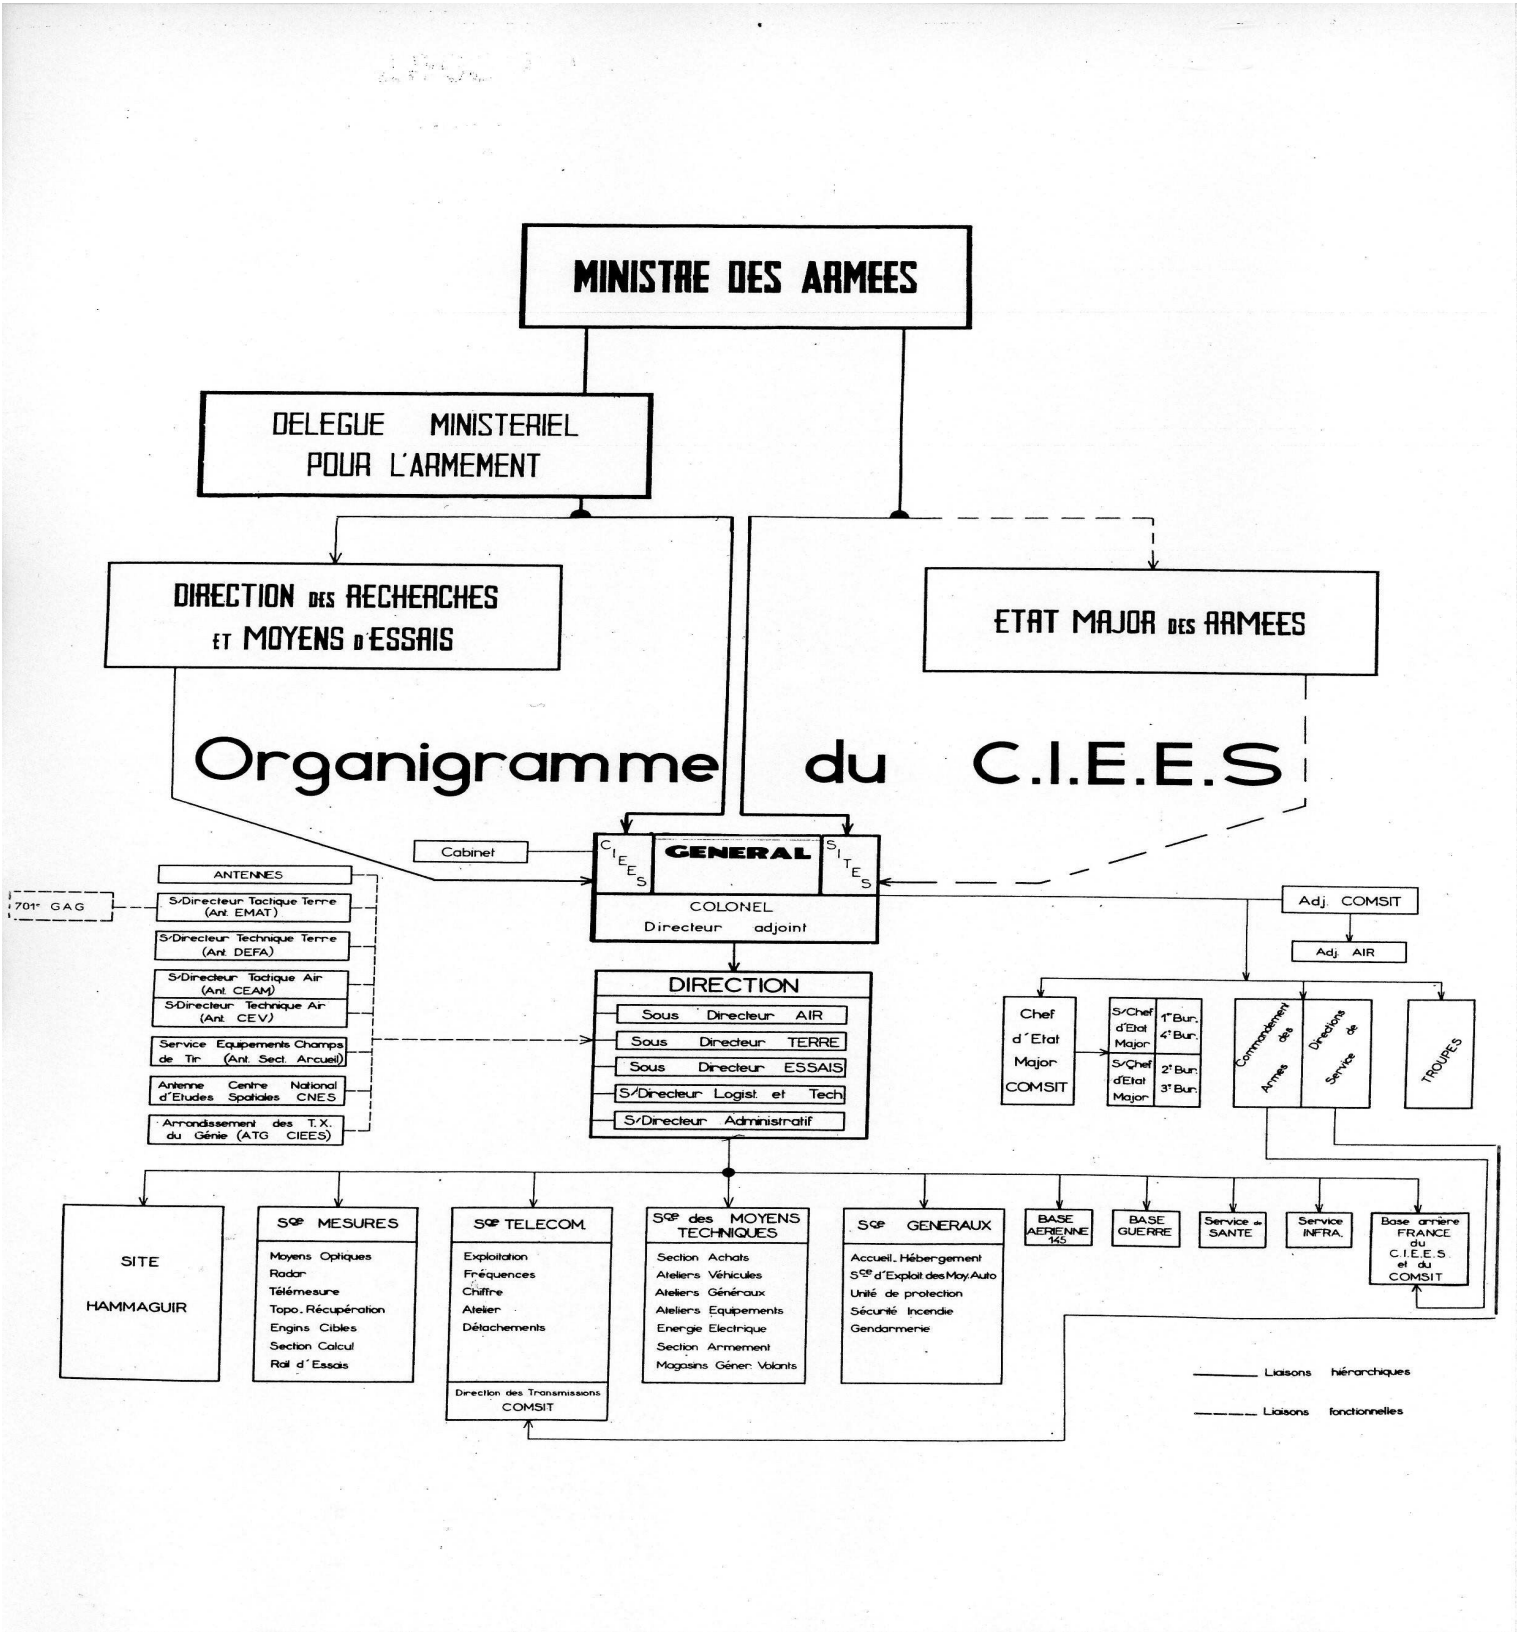 MINISTRE DES ARMEES
DELEGUE MINISTERIEL
POUR L'ARMEMENT
DIRECTION DES RECHERCHES
ET MOYENS D'ESSAIS
ETAT MAJOR DES ARMEES
Organigramme du C.I.E.E.S
Cabinet
CIEES
GENERAL
SITES
COLONEL
Directeur adjoint
ANTENNES
701e GAG
S/Directeur Tactique Terre
(Ant. EMAT)
S/Directeur Technique Terre
(Ant. DEFA)
S/Directeur Tactique Air
(Ant. CEAM)
S/Directeur Technique Air
(Ant. CEV)
Service Equipements Champs
de Tir (Ant. Sect. Arcueil)
Antenne Centre National
d'Etudes Spatiales CNES
Arrondissement des T.X.
du Génie (ATG CIEES)
DIRECTION
Sous Directeur AIR
Sous Directeur TERRE
Sous Directeur ESSAIS
S/Directeur Logist. et Tech
S/Directeur Administratif
Adj. COMSIT
Adj. AIR
Chef
d'Etat
Major
COMSIT
S/Chef
d'Etat
Major
1er Bur.
4e Bur.
S/Chef
d'Etat
Major
2e Bur.
3e Bur.
Commandement
des
Armes
Directions
de
Service
TROUPES
SITE
HAMMAGUIR
Sce MESURES
Moyens Optiques
Radar
Télémesure
Topo. Récupération
Engins Cibles
Section Calcul
Rail d'Essais
Sce TELECOM.
Exploitation
Fréquences
Chiffre
Atelier
Détachements
Direction des Transmissions
COMSIT
Sce des MOYENS
TECHNIQUES
Section Achats
Ateliers Véhicules
Ateliers Généraux
Ateliers Equipements
Energie Electrique
Section Armement
Magasins Géner. Volants
Sce GENERAUX
Accueil_Hébergement
Sce d'Exploit. des Moy. Auto
Unité de protection
Sécurité Incendie
Gendarmerie
BASE
AERIENNE
145
BASE
GUERRE
Service de
SANTE
Service
INFRA.
Base arrière
FRANCE
du
C.I.E.E.S.
et du
COMSIT
Liaisons hiérarchiques
Liaisons fonctionnelles